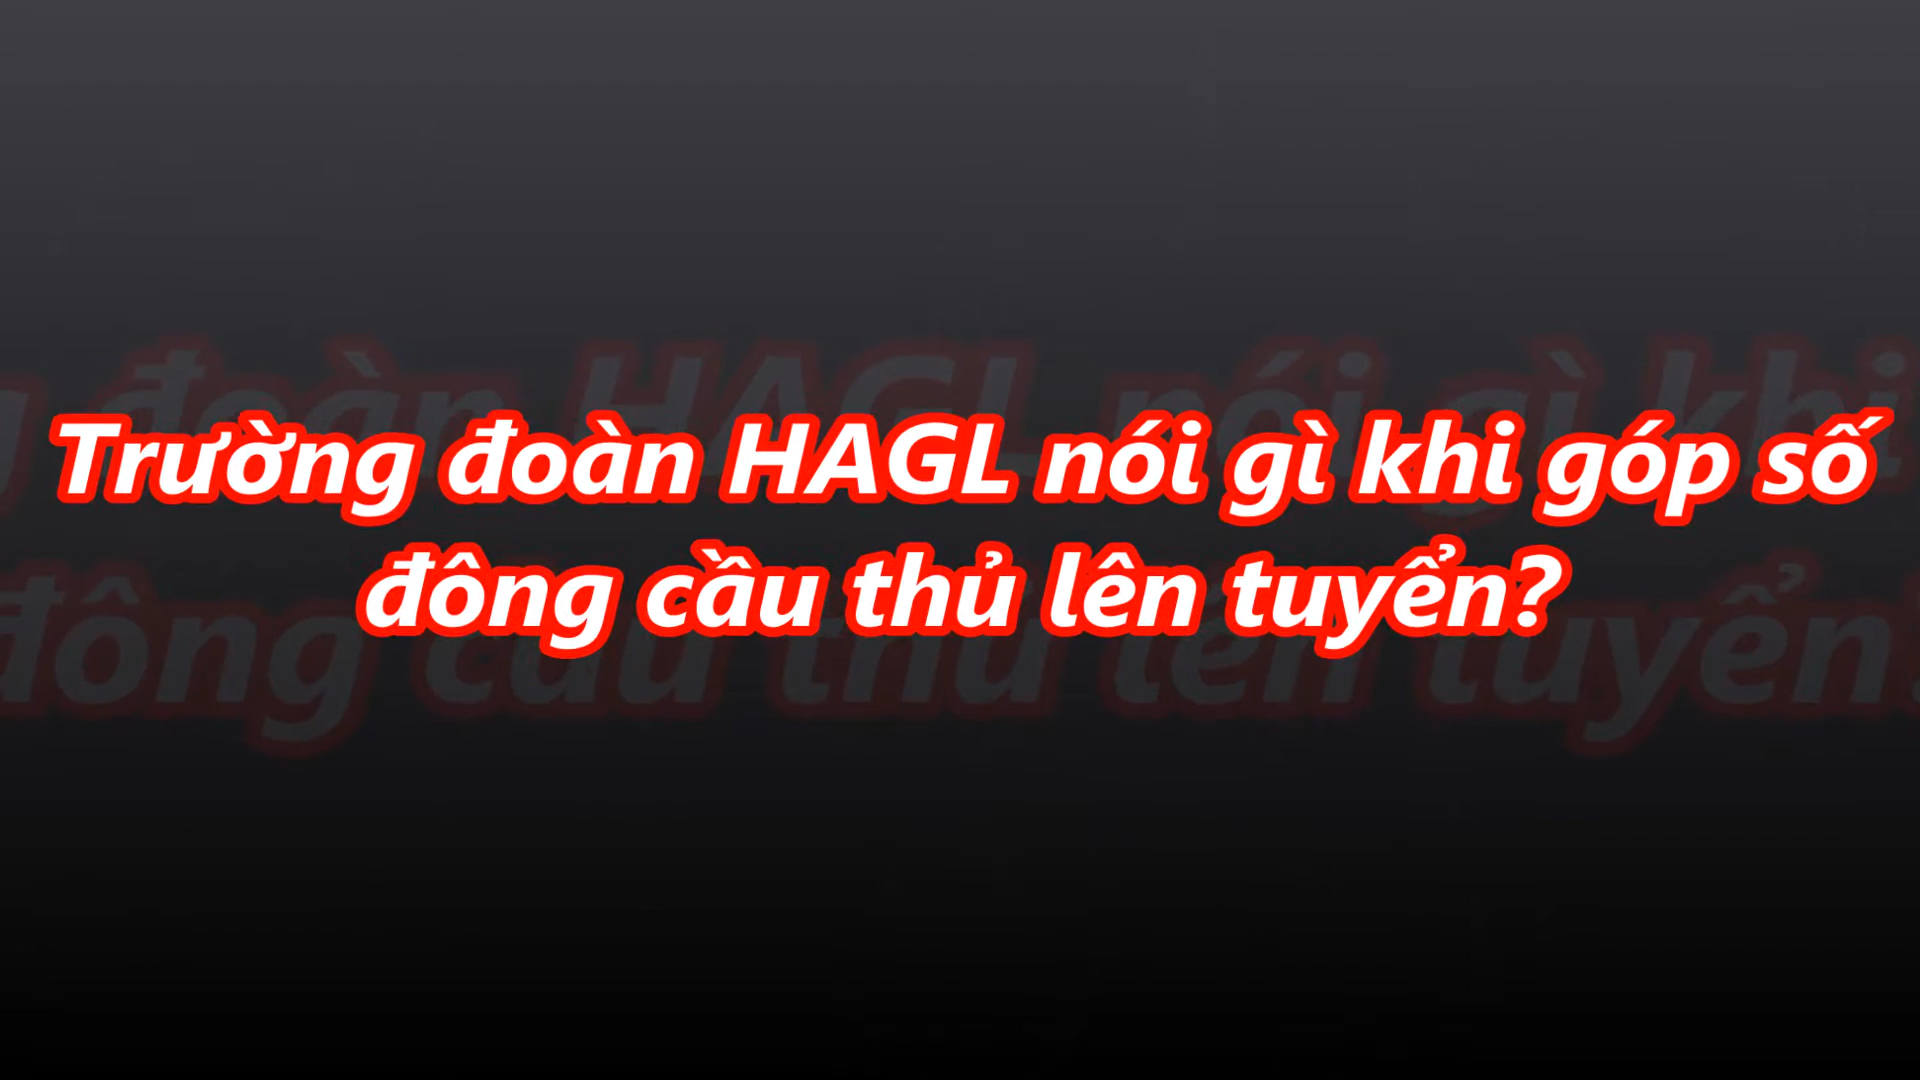 Trường đoàn HAGL nói gì khi góp số
đông cầu thủ lên tuyển?